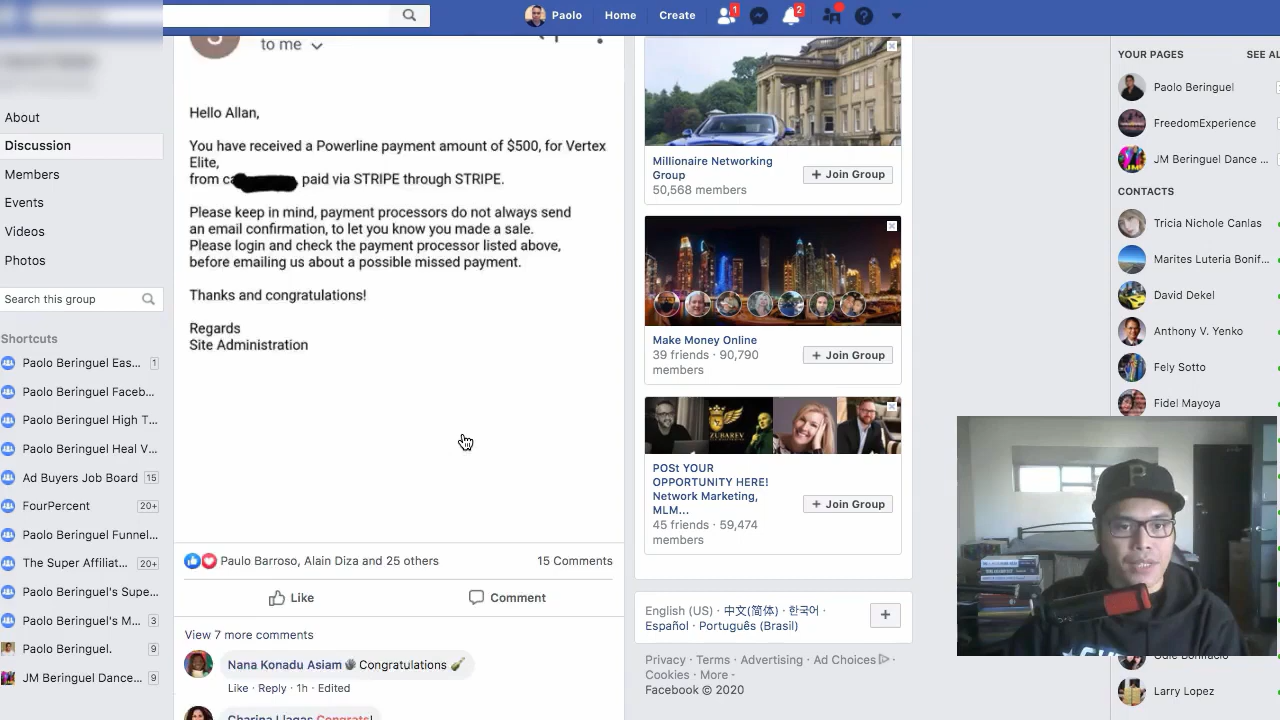 Paolo
Home
Create
1
2
to me
About
Discussion
Members
Events
Videos
Photos
Search this group
Shortcuts
Paolo Beringuel Eas... 1
Paolo Beringuel Faceb...
Paolo Beringuel High T...
Paolo Beringuel Heal V...
Ad Buyers Job Board 15
FourPercent 20+
Paolo Beringuel Funnel...
The Super Affiliat... 20+
Paolo Beringuel's Supe...
Paolo Beringuel's M... 3
Paolo Beringuel. 9
JM Beringuel Dance... 9
Hello Allan,
You have received a Powerline payment amount of $500, for Vertex
Elite,
from ca paid via STRIPE through STRIPE.
Please keep in mind, payment processors do not always send
an email confirmation, to let you know you made a sale.
Please login and check the payment processor listed above,
before emailing us about a possible missed payment.
Thanks and congratulations!
Regards
Site Administration
Paulo Barroso, Alain Diza and 25 others
15 Comments
Like
Comment
View 7 more comments
Nana Konadu Asiam Congratulations
Like · Reply · 1h · Edited
Charina Llagas Congrats!
Millionaire Networking
Group
50,568 members
+ Join Group
Make Money Online
39 friends · 90,790
members
+ Join Group
ZUBAREV
POSt YOUR
OPPORTUNITY HERE!
Network Marketing,
MLM...
45 friends · 59,474
members
+ Join Group
English (US) · 中文(简体) · 한국어 ·
Español · Português (Brasil)
Privacy · Terms · Advertising · Ad Choices ·
Cookies · More
Facebook © 2020
YOUR PAGES
SEE AL
Paolo Beringuel
FreedomExperience
JM Beringuel Dance ...
CONTACTS
Tricia Nichole Canlas
Marites Luteria Bonif...
David Dekel
Anthony V. Yenko
Fely Sotto
Fidel Mayoya
P
Larry Lopez